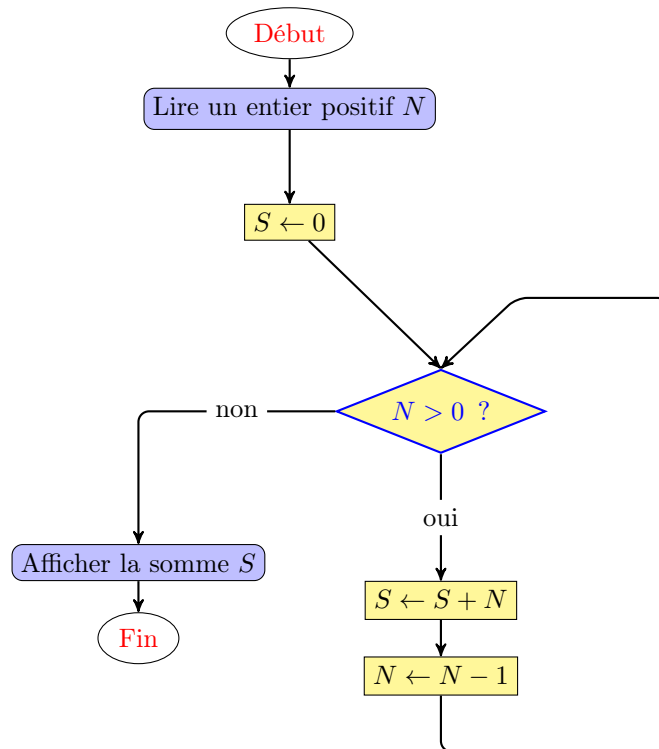 Début
Lire un entier positif N
S ← 0
N > 0 ?
non
oui
Afficher la somme S
S ← S + N
Fin
N ← N − 1